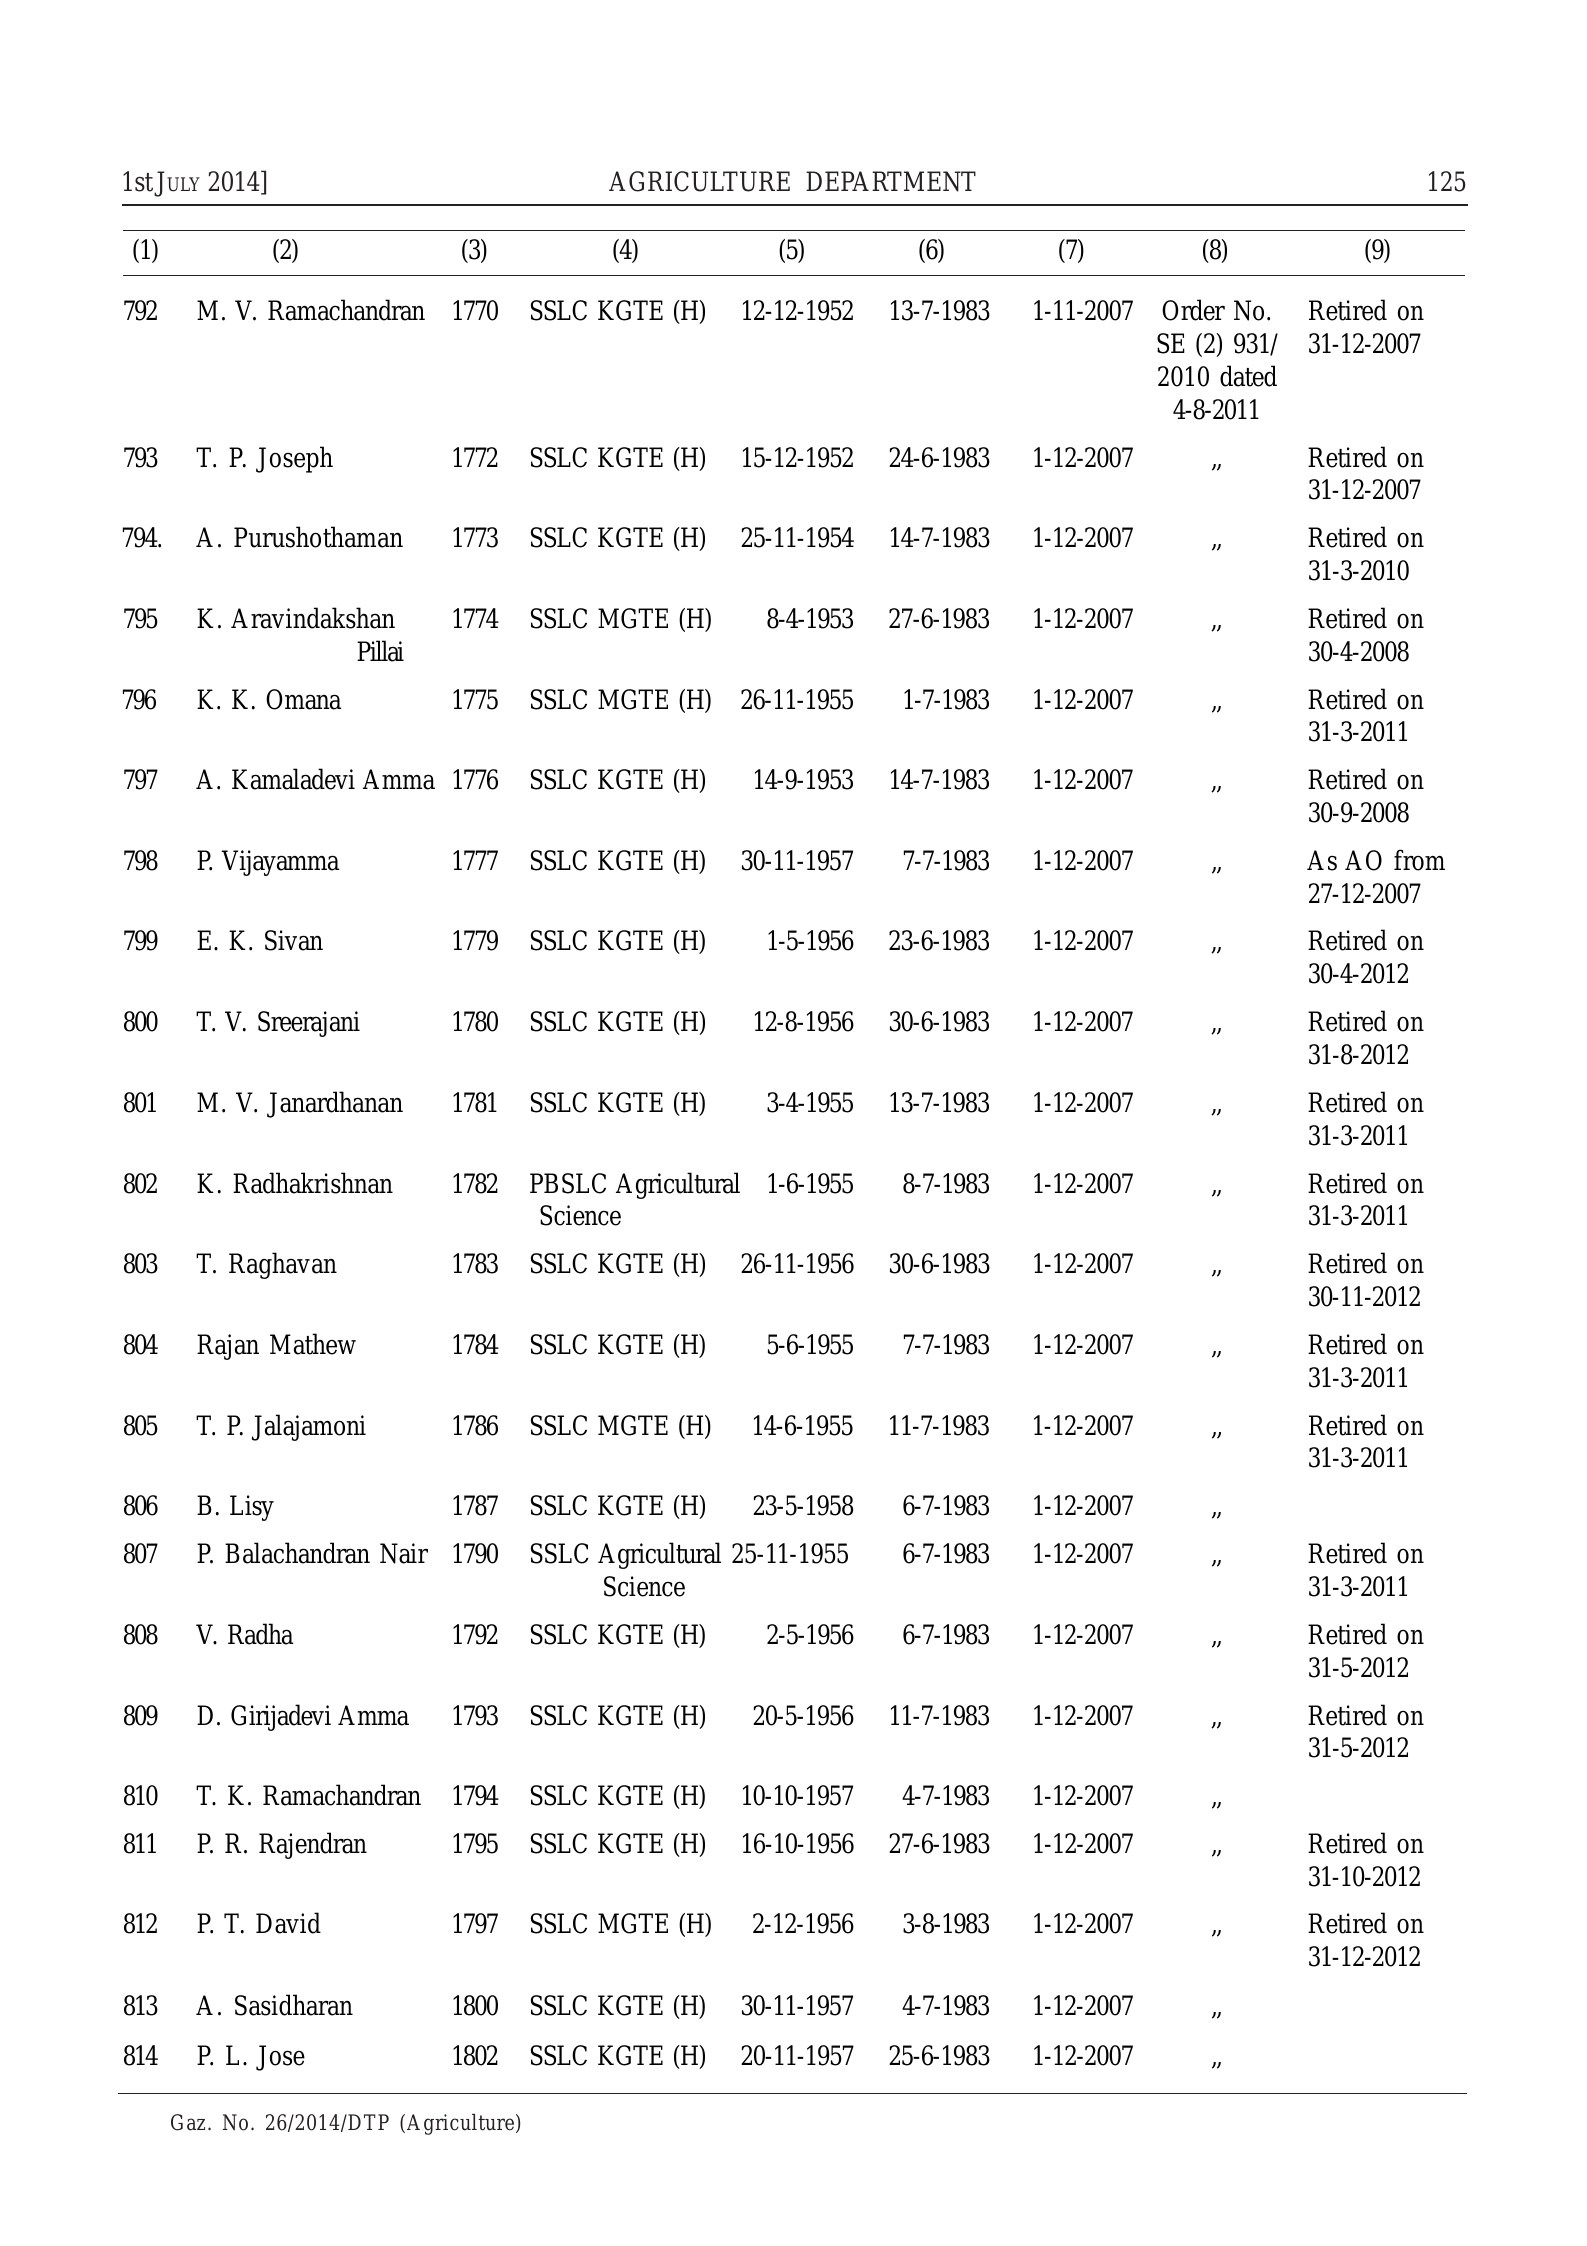 1st JULY 2014] AGRICULTURE DEPARTMENT 125
(1) (2) (3) (4) (5) (6) (7) (8) (9)
792 M. V. Ramachandran 1770 SSLC KGTE (H) 12-12-1952 13-7-1983 1-11-2007 Order No. Retired on
SE (2) 931/ 31-12-2007
2010 dated
4-8-2011
793 T. P. Joseph 1772 SSLC KGTE (H) 15-12-1952 24-6-1983 1-12-2007 ,, Retired on
31-12-2007
794. A. Purushothaman 1773 SSLC KGTE (H) 25-11-1954 14-7-1983 1-12-2007 ,, Retired on
31-3-2010
795 K. Aravindakshan 1774 SSLC MGTE (H) 8-4-1953 27-6-1983 1-12-2007 ,, Retired on
Pillai 30-4-2008
796 K. K. Omana 1775 SSLC MGTE (H) 26-11-1955 1-7-1983 1-12-2007 ,, Retired on
31-3-2011
797 A. Kamaladevi Amma 1776 SSLC KGTE (H) 14-9-1953 14-7-1983 1-12-2007 ,, Retired on
30-9-2008
798 P. Vijayamma 1777 SSLC KGTE (H) 30-11-1957 7-7-1983 1-12-2007 ,, As AO from
27-12-2007
799 E. K. Sivan 1779 SSLC KGTE (H) 1-5-1956 23-6-1983 1-12-2007 ,, Retired on
30-4-2012
800 T. V. Sreerajani 1780 SSLC KGTE (H) 12-8-1956 30-6-1983 1-12-2007 ,, Retired on
31-8-2012
801 M. V. Janardhanan 1781 SSLC KGTE (H) 3-4-1955 13-7-1983 1-12-2007 ,, Retired on
31-3-2011
802 K. Radhakrishnan 1782 PBSLC Agricultural 1-6-1955 8-7-1983 1-12-2007 ,, Retired on
Science 31-3-2011
803 T. Raghavan 1783 SSLC KGTE (H) 26-11-1956 30-6-1983 1-12-2007 ,, Retired on
30-11-2012
804 Rajan Mathew 1784 SSLC KGTE (H) 5-6-1955 7-7-1983 1-12-2007 ,, Retired on
31-3-2011
805 T. P. Jalajamoni 1786 SSLC MGTE (H) 14-6-1955 11-7-1983 1-12-2007 ,, Retired on
31-3-2011
806 B. Lisy 1787 SSLC KGTE (H) 23-5-1958 6-7-1983 1-12-2007 ,,
807 P. Balachandran Nair 1790 SSLC Agricultural 25-11-1955 6-7-1983 1-12-2007 ,, Retired on
Science 31-3-2011
808 V. Radha 1792 SSLC KGTE (H) 2-5-1956 6-7-1983 1-12-2007 ,, Retired on
31-5-2012
809 D. Girijadevi Amma 1793 SSLC KGTE (H) 20-5-1956 11-7-1983 1-12-2007 ,, Retired on
31-5-2012
810 T. K. Ramachandran 1794 SSLC KGTE (H) 10-10-1957 4-7-1983 1-12-2007 ,,
811 P. R. Rajendran 1795 SSLC KGTE (H) 16-10-1956 27-6-1983 1-12-2007 ,, Retired on
31-10-2012
812 P. T. David 1797 SSLC MGTE (H) 2-12-1956 3-8-1983 1-12-2007 ,, Retired on
31-12-2012
813 A. Sasidharan 1800 SSLC KGTE (H) 30-11-1957 4-7-1983 1-12-2007 ,,
814 P. L. Jose 1802 SSLC KGTE (H) 20-11-1957 25-6-1983 1-12-2007 ,,
Gaz. No. 26/2014/DTP (Agriculture)